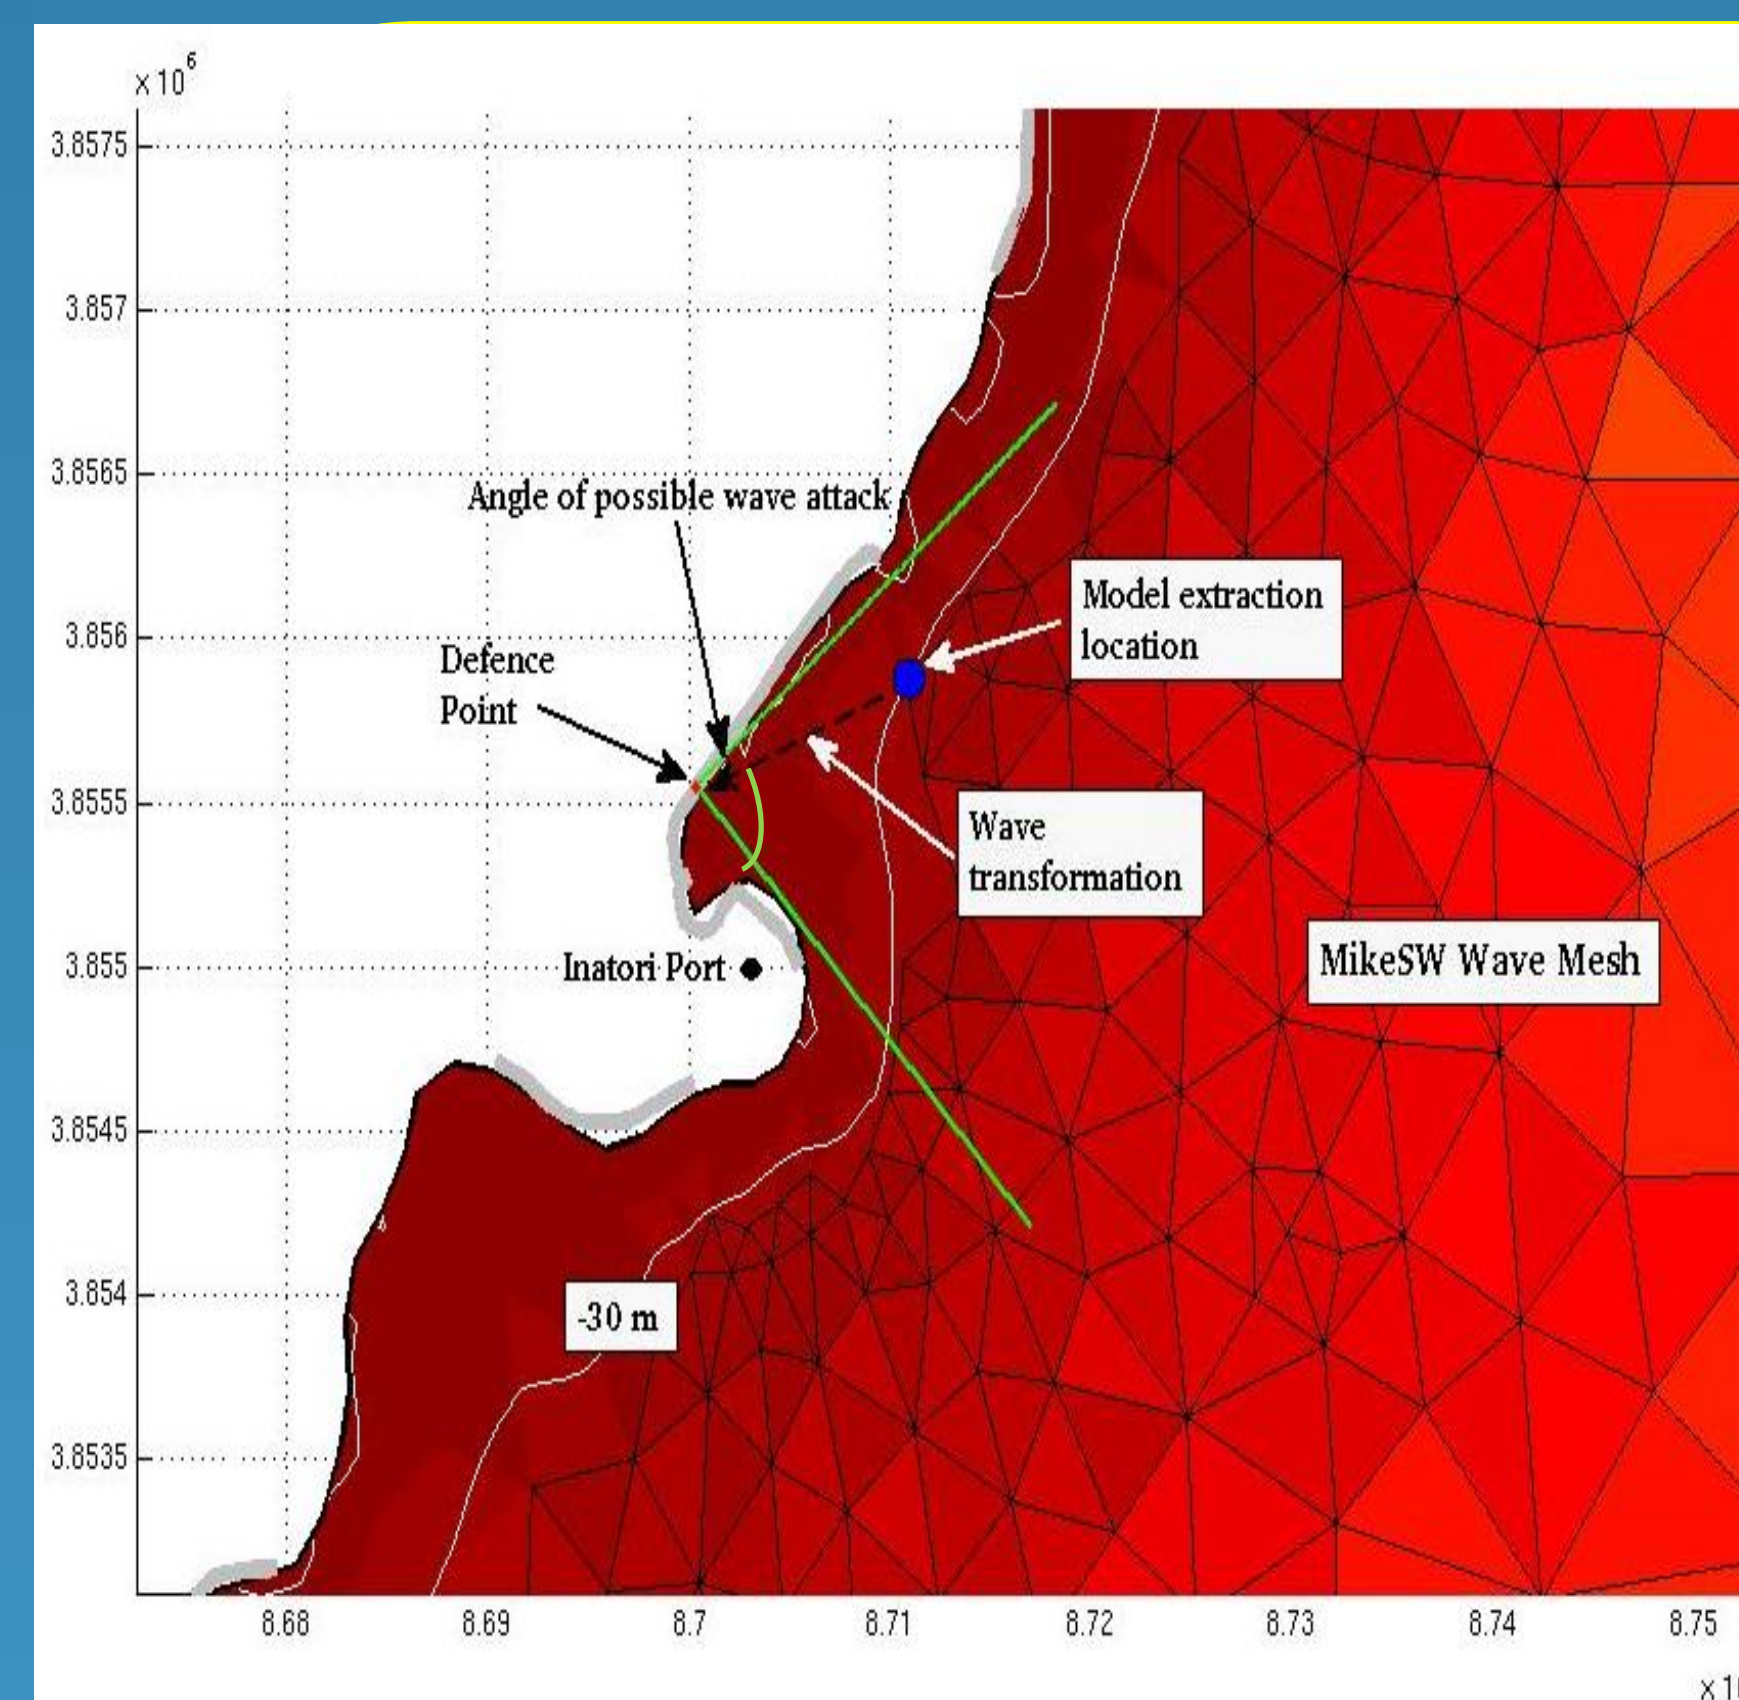 x 10^6
3.8575
3.857
3.8565
Angle of possible wave attack
Model extraction
location
3.856
Defence
Point
3.8555
Wave
transformation
3.855
Inatori Port
MikeSW Wave Mesh
3.8545
3.854
-30 m
3.8535
8.68 8.69 8.7 8.71 8.72 8.73 8.74 8.75